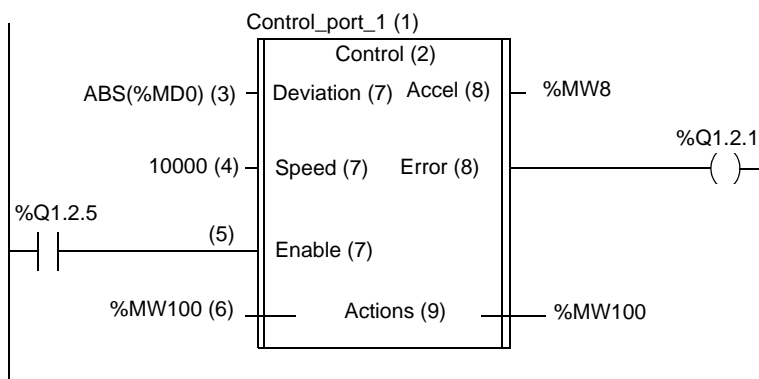 Control_port_1 (1)
Control (2)
ABS(%MD0) (3) Deviation (7) Accel (8) %MW8
%Q1.2.1
10000 (4) Speed (7) Error (8)
%Q1.2.5
(5) Enable (7)
%MW100 (6) Actions (9) %MW100